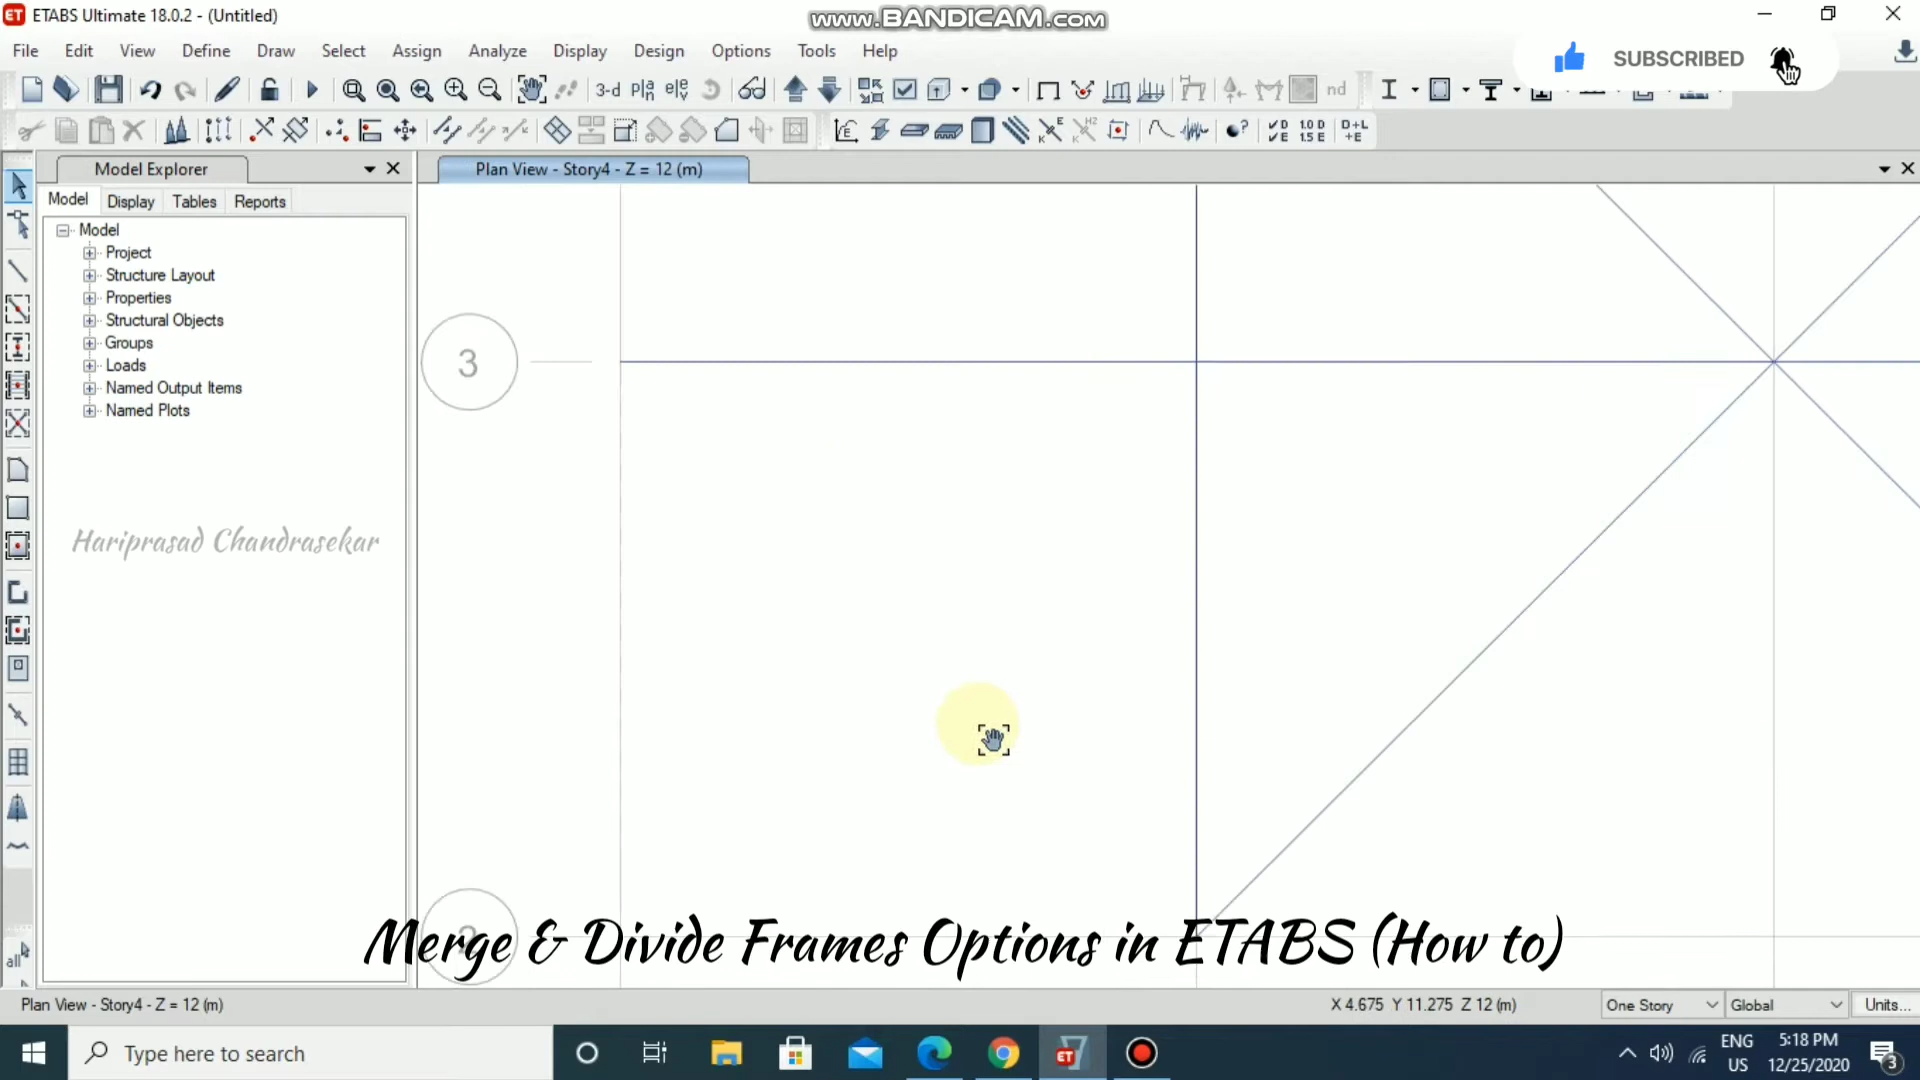 ETABS Ultimate 18.0.2 - (Untitled)
www.BANDICAM.com
File Edit View Define Draw Select Assign Analyze Display Design Options Tools Help
SUBSCRIBED
3-d
nd
Model Explorer
Plan View - Story4 - Z = 12 (m)
Model Display Tables Reports
Model
Project
Structure Layout
Properties
Structural Objects
Groups
Loads
Named Output Items
Named Plots
3
Hariprasad Chandrasekar
all
Merge & Divide Frames Options in ETABS (How to)
Plan View - Story4 - Z = 12 (m)
X 4.675 Y 11.275 Z 12 (m)
One Story
Global
Units...
Type here to search
ENG
US
5:18 PM
12/25/2020
3